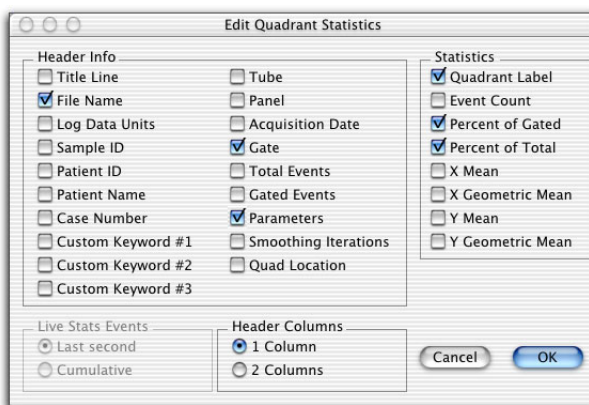 Edit Quadrant Statistics
Header Info
Title Line
File Name
Log Data Units
Sample ID
Patient ID
Patient Name
Case Number
Custom Keyword #1
Custom Keyword #2
Custom Keyword #3
Tube
Panel
Acquisition Date
Gate
Total Events
Gated Events
Parameters
Smoothing Iterations
Quad Location
Statistics
Quadrant Label
Event Count
Percent of Gated
Percent of Total
X Mean
X Geometric Mean
Y Mean
Y Geometric Mean
Live Stats Events
Last second
Cumulative
Header Columns
1 Column
2 Columns
Cancel
OK